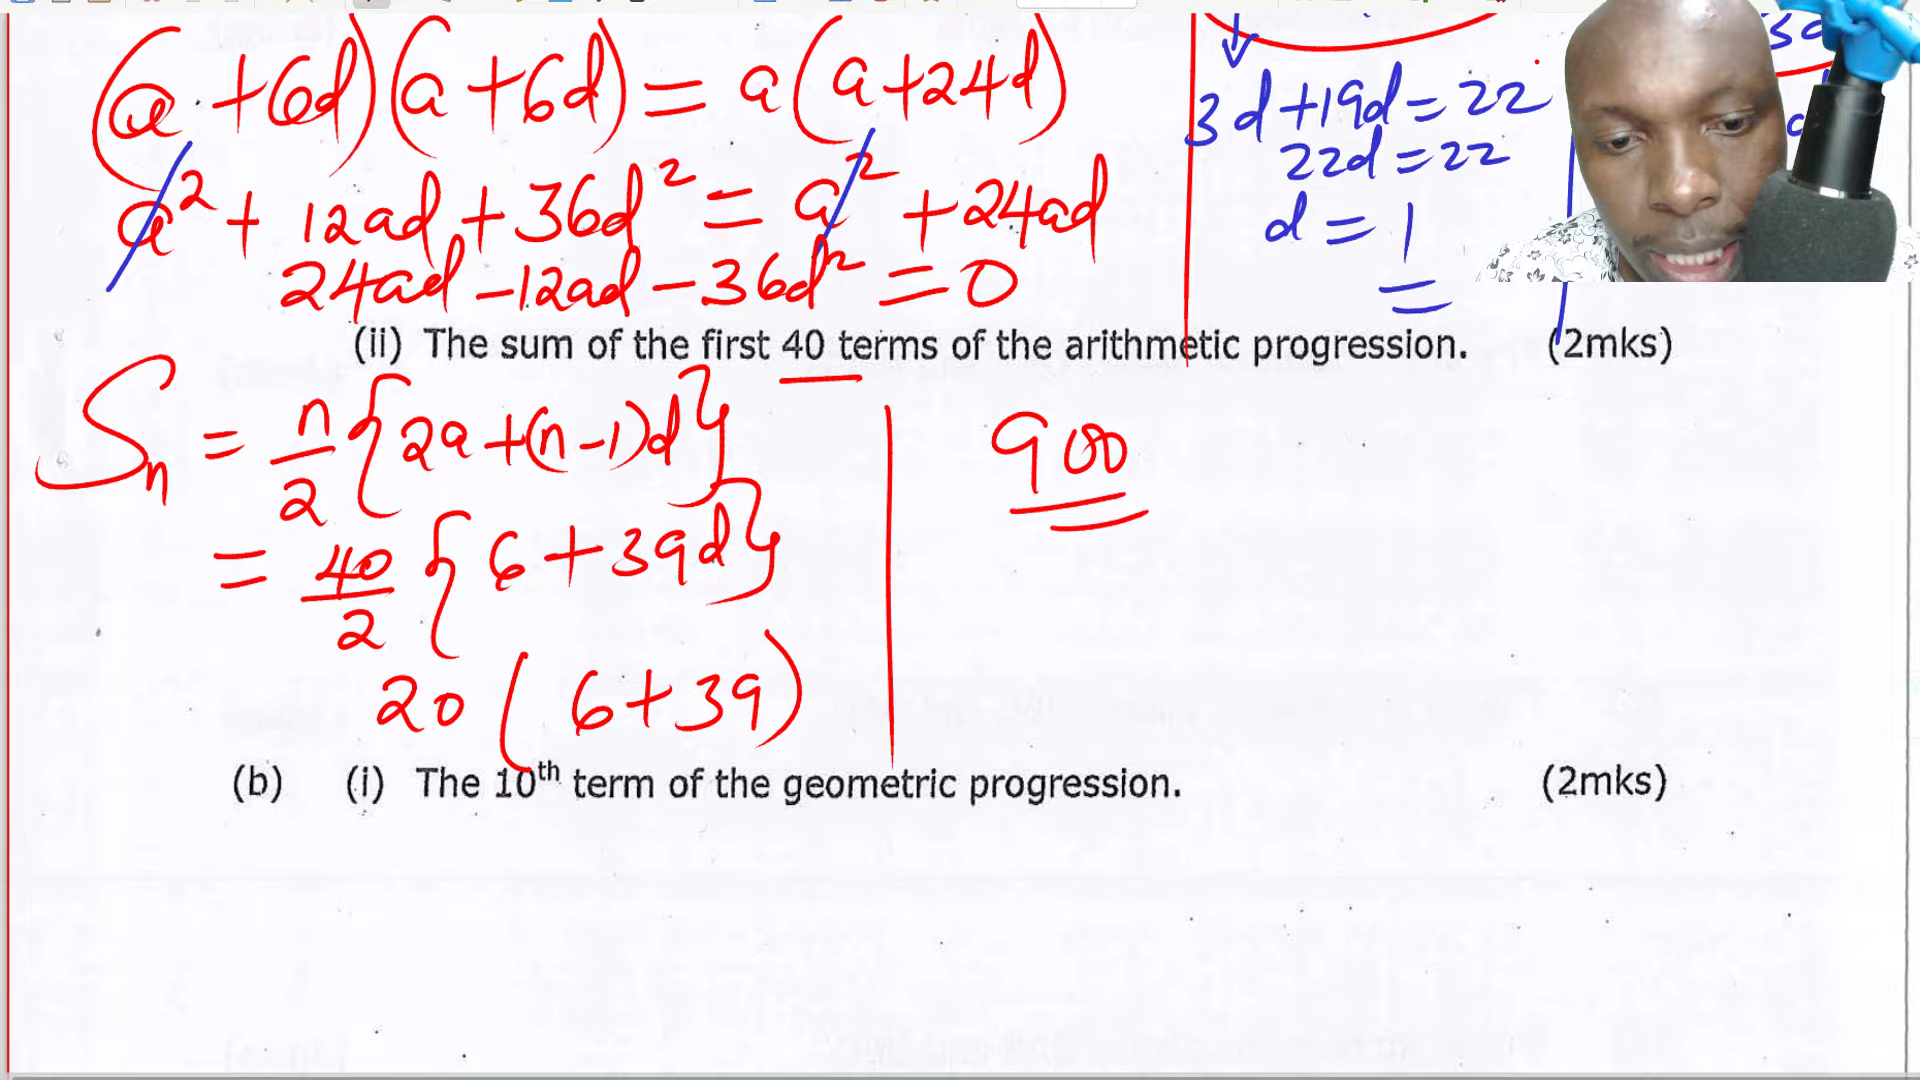 (a +6d)(a+6d) = a(a+24d)
a² + 12ad + 36d² = a² + 24ad
24ad - 12ad - 36d² = 0
3d
3d + 19d = 22
22d = 22
d = 1
(ii) The sum of the first 40 terms of the arithmetic progression. (2mks)
Sn = n/2 {2a + (n-1)d}
= 40/2 {6 + 39d}
20 (6+39)
900
(b) (i) The 10th term of the geometric progression. (2mks)